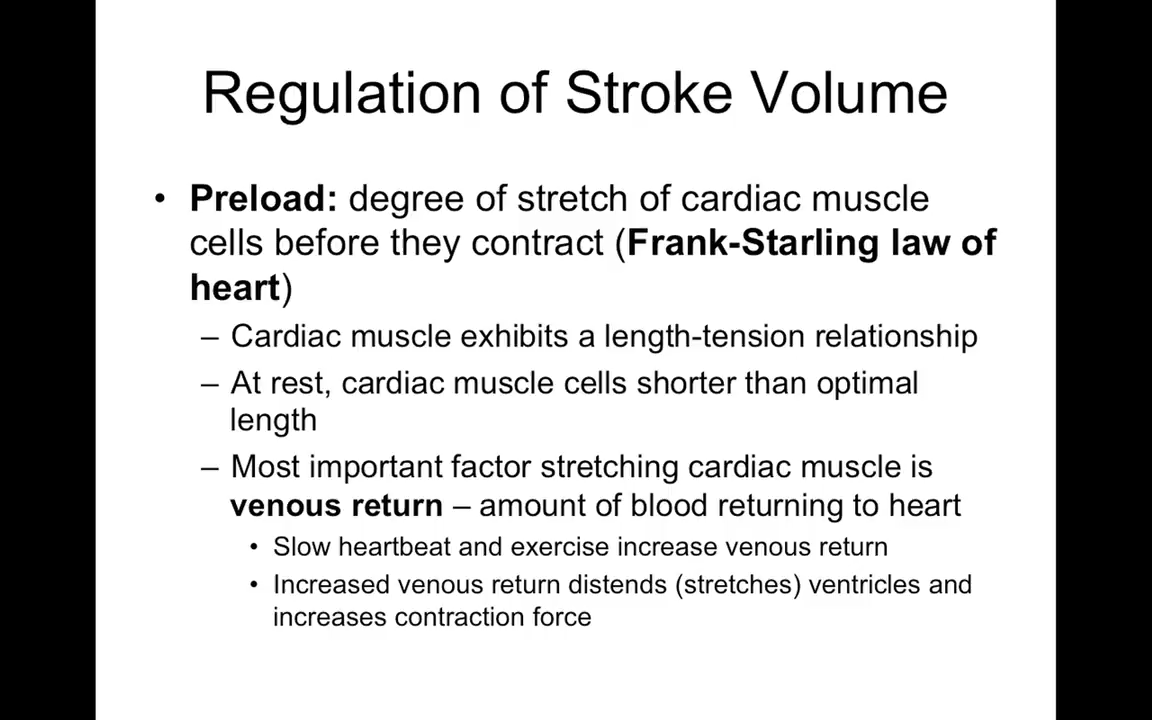 Regulation of Stroke Volume
• Preload: degree of stretch of cardiac muscle
cells before they contract (Frank-Starling law of
heart)
– Cardiac muscle exhibits a length-tension relationship
– At rest, cardiac muscle cells shorter than optimal
length
– Most important factor stretching cardiac muscle is
venous return – amount of blood returning to heart
• Slow heartbeat and exercise increase venous return
• Increased venous return distends (stretches) ventricles and
increases contraction force